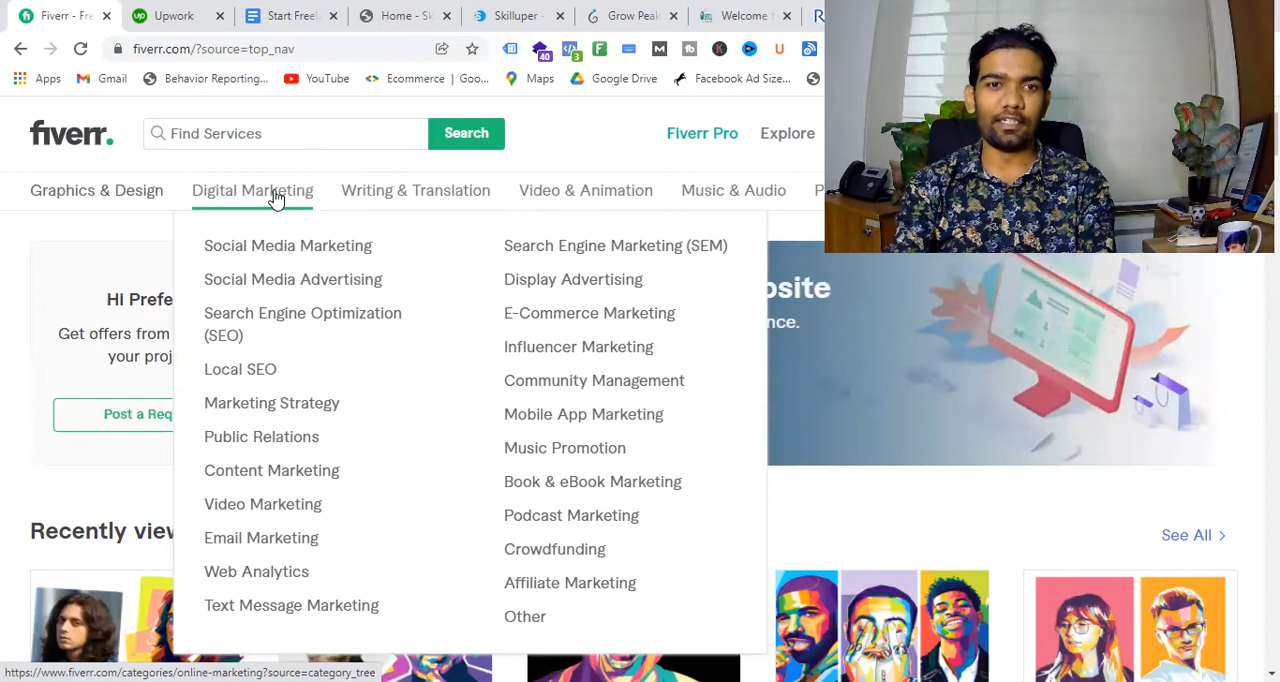 Fiverr - Fre
Upwork
Start Freel
Home - Sk
Skilluper -
Grow Peak
Welcome t
fiverr.com/?source=top_nav
40
3
Apps
Gmail
Behavior Reporting...
YouTube
Ecommerce | Goo...
Maps
Google Drive
Facebook Ad Size...
fiverr.
Find Services
Search
Fiverr Pro
Explore
Graphics & Design
Digital Marketing
Writing & Translation
Video & Animation
Music & Audio
P
Social Media Marketing
Social Media Advertising
Search Engine Optimization
(SEO)
Local SEO
Marketing Strategy
Public Relations
Content Marketing
Video Marketing
Email Marketing
Web Analytics
Text Message Marketing
Search Engine Marketing (SEM)
Display Advertising
E-Commerce Marketing
Influencer Marketing
Community Management
Mobile App Marketing
Music Promotion
Book & eBook Marketing
Podcast Marketing
Crowdfunding
Affiliate Marketing
Other
HI Prefe
Get offers from
your proj
Post a Req
osite
nce.
Recently view
See All
https://www.fiverr.com/categories/online-marketing?source=category_tree